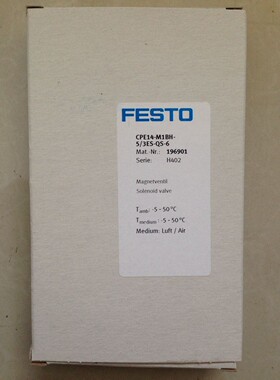 FESTO
CPE14-M1BH-
5/3ES-QS-6
Mat.-Nr.: 196901
Serie: H402
Magnetventil
Solenoid valve
Tamb: -5 - 50 °C
Tmedium: -5 - 50 °C
Medium: Luft / Air